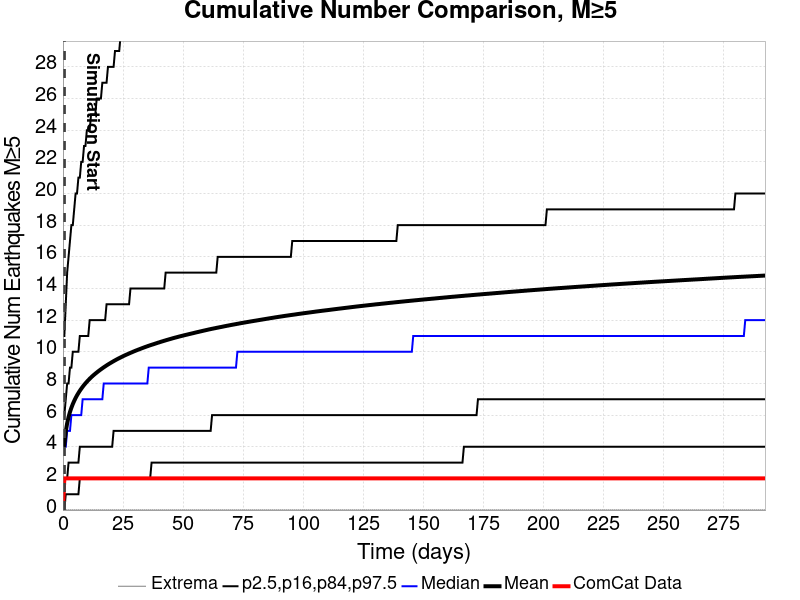 Cumulative Number Comparison, M≥5
Cumulative Num Earthquakes M≥5
28
26
24
22
20
18
16
14
12
10
8
6
4
2
0
Simulation Start
0 25 50 75 100 125 150 175 200 225 250 275
Time (days)
Extrema p2.5,p16,p84,p97.5 Median Mean ComCat Data